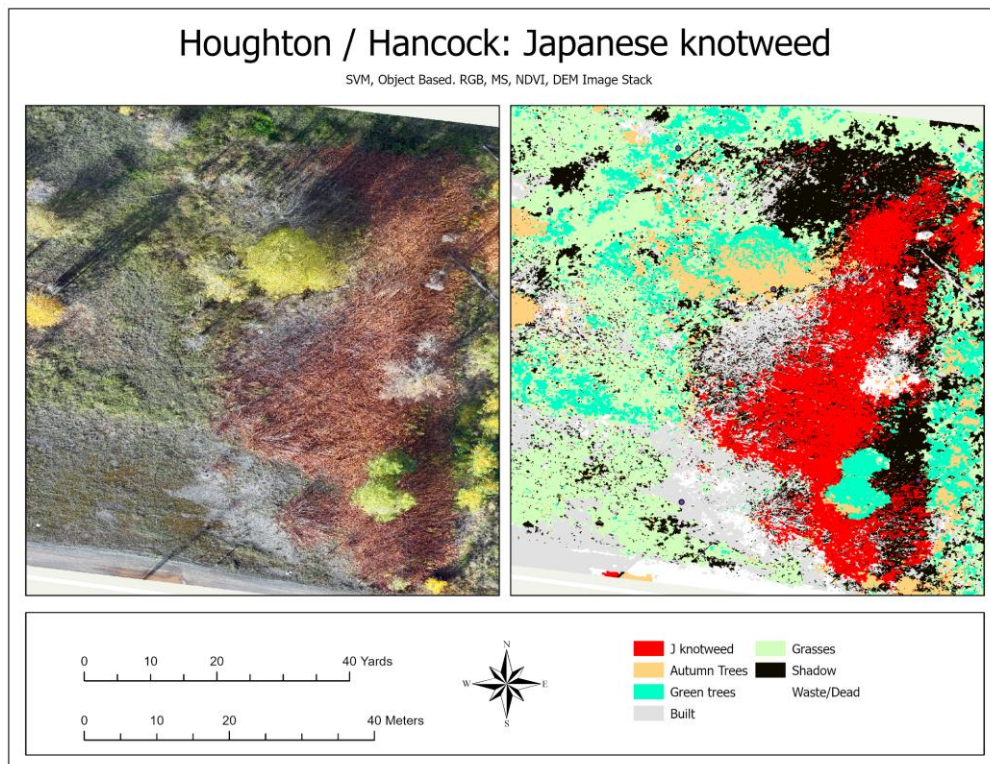 Houghton / Hancock: Japanese knotweed
SVM, Object Based. RGB, MS, NDVI, DEM Image Stack
0 10 20 40 Yards
0 10 20 40 Meters
N
W E
S
J knotweed
Autumn Trees
Green trees
Built
Grasses
Shadow
Waste/Dead